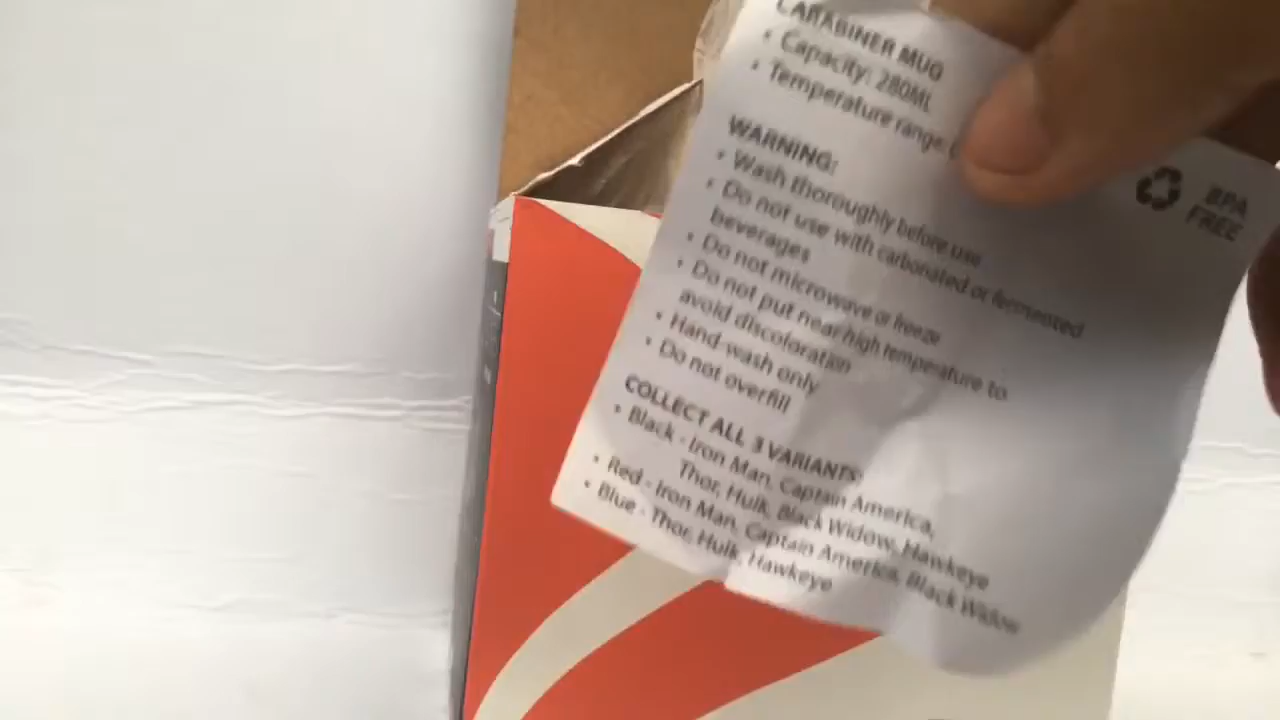 CARABINER MUG
• Capacity: 280ML
• Temperature range:
WARNING:
• Wash thoroughly before use
• Do not use with carbonated or fermented
beverages
• Do not microwave or freeze
• Do not put near high temperature to
avoid discoloration
• Hand-wash only
• Do not overfill
BPA
FREE
COLLECT ALL 3 VARIANTS
• Black - Iron Man, Captain America,
Thor, Hulk, Black Widow, Hawkeye
• Red - Iron Man, Captain America, Black Widow
• Blue - Thor, Hulk, Hawkeye